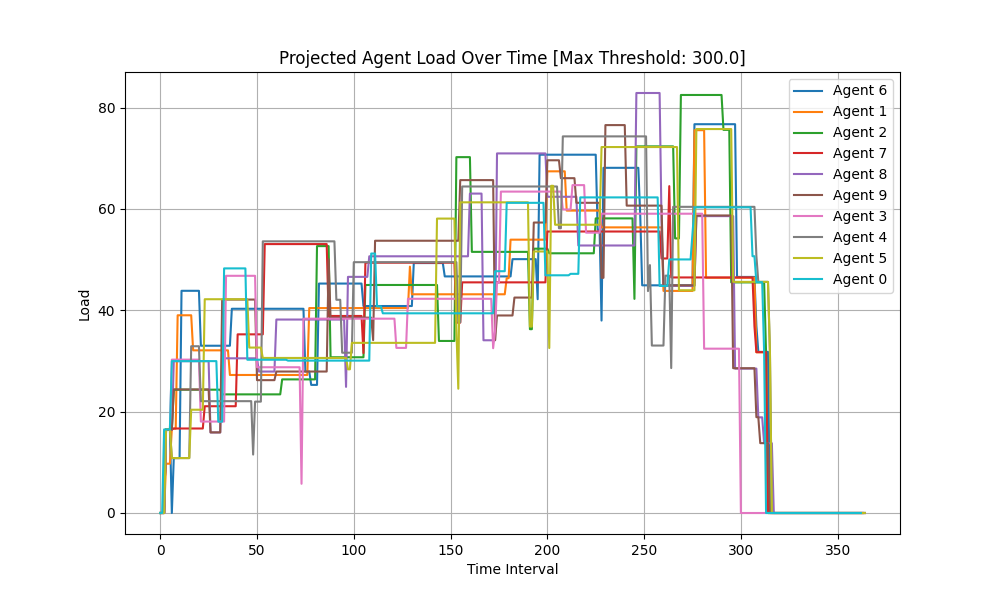 Projected Agent Load Over Time [Max Threshold: 300.0]
Load
80
60
40
20
0
0 50 100 150 200 250 300 350
Time Interval
Agent 6
Agent 1
Agent 2
Agent 7
Agent 8
Agent 9
Agent 3
Agent 4
Agent 5
Agent 0